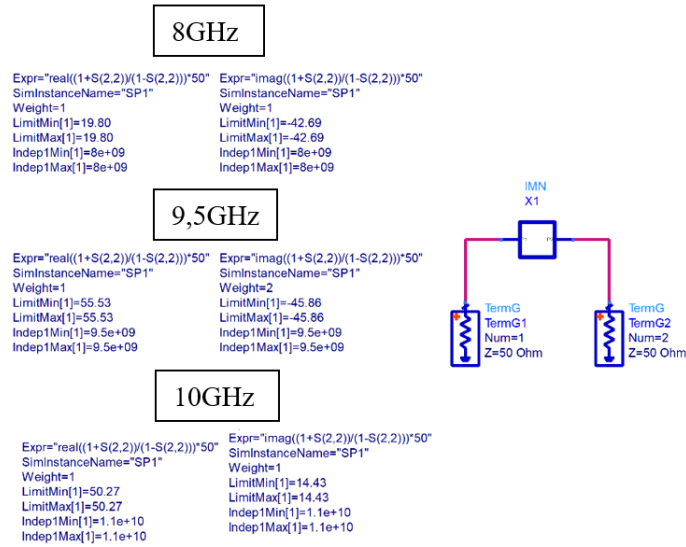 8GHz
Expr="real((1+S(2,2))/(1-S(2,2)))*50"
SimInstanceName="SP1"
Weight=1
LimitMin[1]=19.80
LimitMax[1]=19.80
Indep1Min[1]=8e+09
Indep1Max[1]=8e+09
Expr="imag((1+S(2,2))/(1-S(2,2)))*50"
SimInstanceName="SP1"
Weight=1
LimitMin[1]=-42.69
LimitMax[1]=-42.69
Indep1Min[1]=8e+09
Indep1Max[1]=8e+09
9,5GHz
Expr="real((1+S(2,2))/(1-S(2,2)))*50"
SimInstanceName="SP1"
Weight=1
LimitMin[1]=55.53
LimitMax[1]=55.53
Indep1Min[1]=9.5e+09
Indep1Max[1]=9.5e+09
Expr="imag((1+S(2,2))/(1-S(2,2)))*50"
SimInstanceName="SP1"
Weight=2
LimitMin[1]=-45.86
LimitMax[1]=-45.86
Indep1Min[1]=9.5e+09
Indep1Max[1]=9.5e+09
10GHz
Expr="real((1+S(2,2))/(1-S(2,2)))*50"
SimInstanceName="SP1"
Weight=1
LimitMin[1]=50.27
LimitMax[1]=50.27
Indep1Min[1]=1.1e+10
Indep1Max[1]=1.1e+10
Expr="imag((1+S(2,2))/(1-S(2,2)))*50"
SimInstanceName="SP1"
Weight=1
LimitMin[1]=14.43
LimitMax[1]=14.43
Indep1Min[1]=1.1e+10
Indep1Max[1]=1.1e+10
IMN
X1
TermG
TermG1
Num=1
Z=50 Ohm
TermG
TermG2
Num=2
Z=50 Ohm